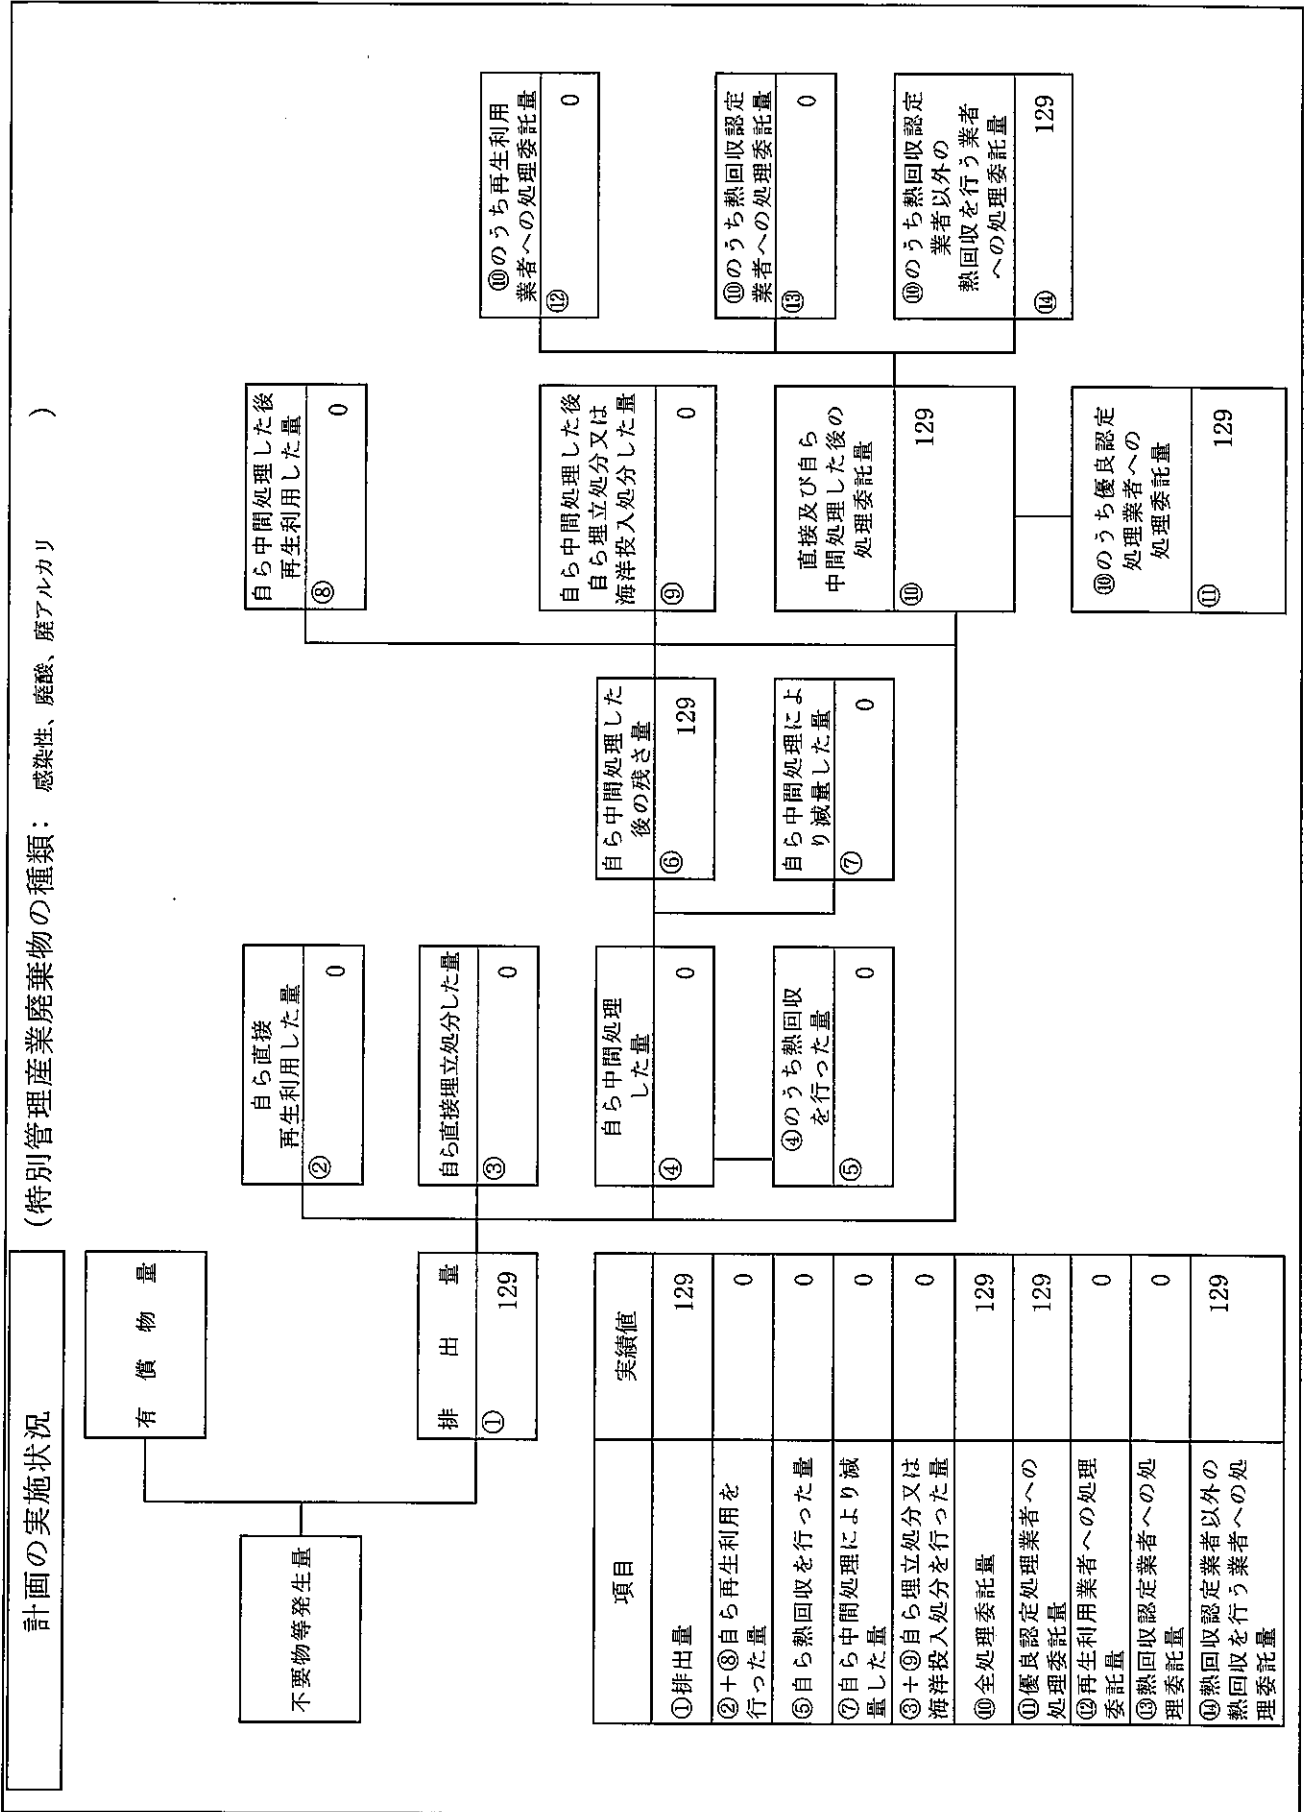 計画の実施状況
(特別管理産業廃棄物の種類: 感染性、廃酸、廃アルカリ )
不要物等発生量
有償物量
排出量
① 129
自ら直接
再生利用した量
② 0
自ら直接埋立処分した量
③ 0
自ら中間処理
した量
④ 0
④のうち熱回収
を行った量
⑤ 0
自ら中間処理した
後の残さ量
⑥ 129
自ら中間処理によ
り減量した量
⑦ 0
自ら中間処理した後
再生利用した量
⑧ 0
自ら中間処理した後
自ら埋立処分又は
海洋投入処分した量
⑨ 0
直接及び自ら
中間処理した後の
処理委託量
⑩ 129
⑩のうち優良認定
処理業者への
処理委託量
⑪ 129
⑩のうち再生利用
業者への処理委託量
⑫ 0
⑩のうち熱回収認定
業者への処理委託量
⑬ 0
⑩のうち熱回収認定
業者以外の
熱回収を行う業者
への処理委託量
⑭ 129
項目 実績値
①排出量 129
②+⑧自ら再生利用を
行った量 0
⑤自ら熱回収を行った量 0
⑦自ら中間処理により減
量した量 0
③+⑨自ら埋立処分又は
海洋投入処分を行った量 0
⑩全処理委託量 129
⑪優良認定処理業者への
処理委託量 129
⑫再生利用業者への処理
委託量 0
⑬熱回収認定業者への処
理委託量 0
⑭熱回収認定業者以外の
熱回収を行う業者への処
理委託量 129